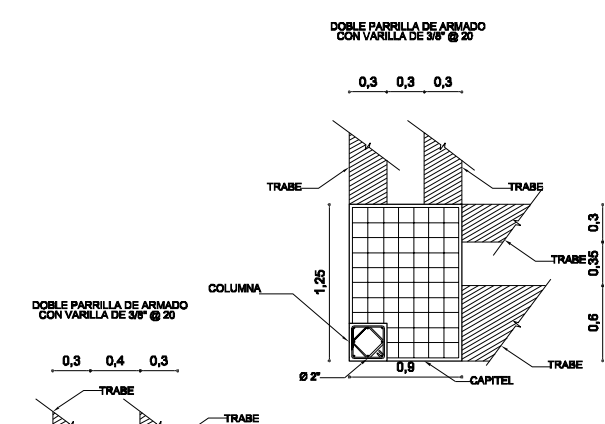 DOBLE PARRILLA DE ARMADO
CON VARILLA DE 3/8" @ 20
0,3 0,3 0,3
TRABE
TRABE
0,3
TRABE
0,35
1,25
COLUMNA
0,6
DOBLE PARRILLA DE ARMADO
CON VARILLA DE 3/8" @ 20
0,3 0,4 0,3
Ø 2"
0,9
TRABE
CAPITEL
TRABE
TRABE